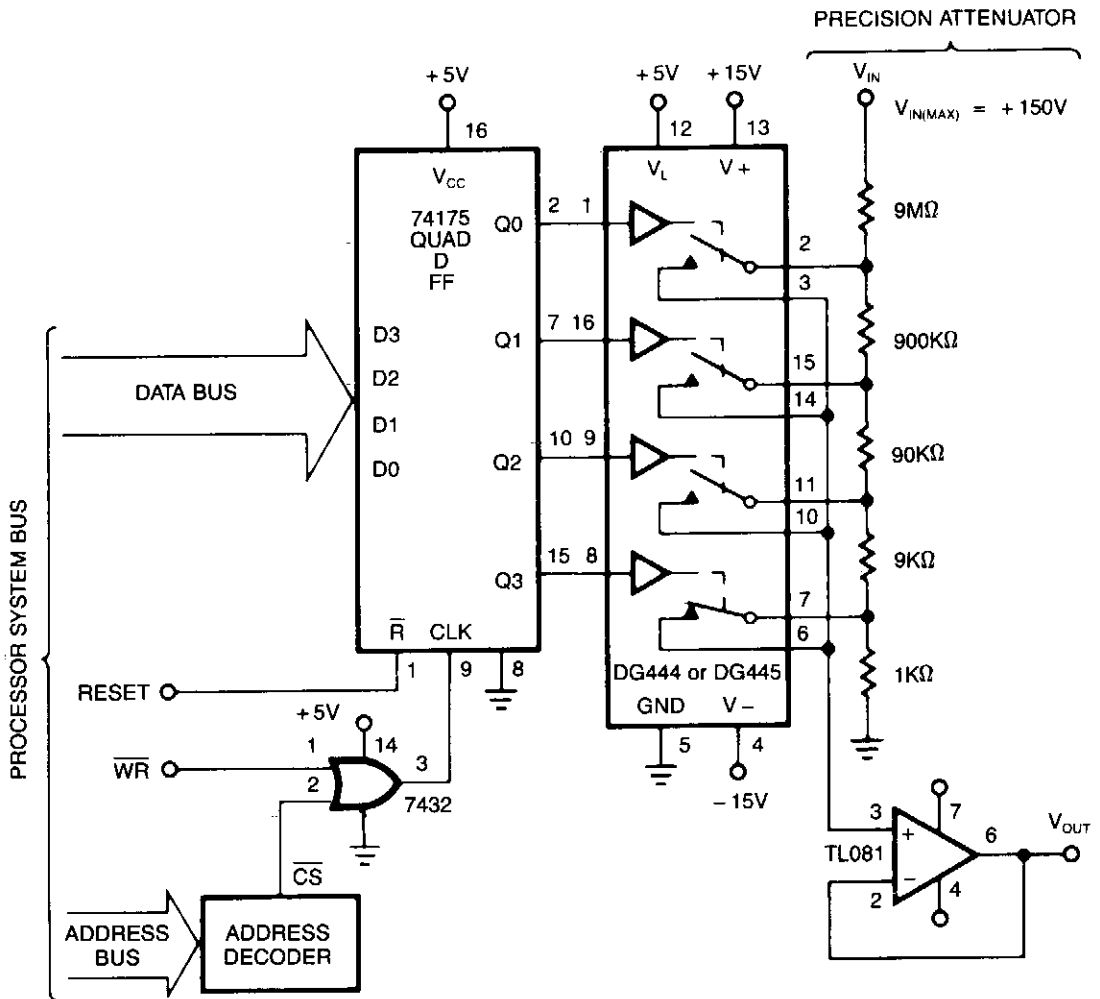 PRECISION ATTENUATOR
+5V
+5V
+15V
V_IN
V_IN(MAX) = +150V
16
12
13
V_CC
V_L
V+
74175
QUAD
D
FF
Q0
2
1
2
3
9MΩ
D3
D2
D1
D0
DATA BUS
Q1
7
16
15
14
900KΩ
Q2
10
9
11
10
90KΩ
Q3
15
8
7
6
9KΩ
R̅
CLK
1
9
8
DG444 or DG445
GND
V−
5
4
−15V
1KΩ
PROCESSOR SYSTEM BUS
RESET
+5V
14
W̅R̅
1
2
3
7432
C̅S̅
ADDRESS
BUS
ADDRESS
DECODER
3
+
TL081
−
2
7
4
6
V_OUT